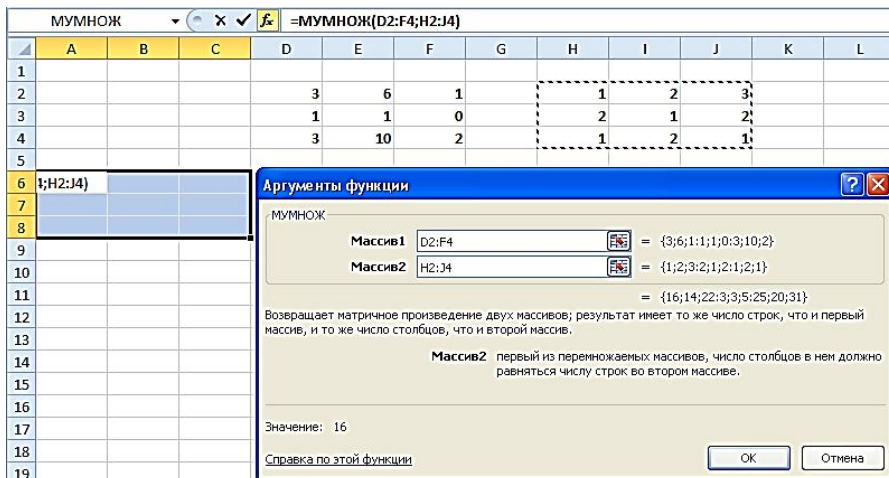 МУМНОЖ fx =МУМНОЖ(D2:F4;H2:J4)
A B C D E F G H I J K L
1
2 3 6 1 1 2 3
3 1 1 0 2 1 2
4 3 10 2 1 2 1
5
6 4;H2:J4)
7
8
9
10
11
12
13
14
15
16
17
18
19
Аргументы функции
МУМНОЖ
Массив1 D2:F4 = {3;6;1:1;1;0:3;10;2}
Массив2 H2:J4 = {1;2;3:2;1;2:1;2;1}
= {16;14;22:3;3;5:25;20;31}
Возвращает матричное произведение двух массивов; результат имеет то же число строк, что и первый
массив, и то же число столбцов, что и второй массив.
Массив2 первый из перемножаемых массивов, число столбцов в нем должно
равняться числу строк во втором массиве.
Значение: 16
Справка по этой функции
ОК Отмена